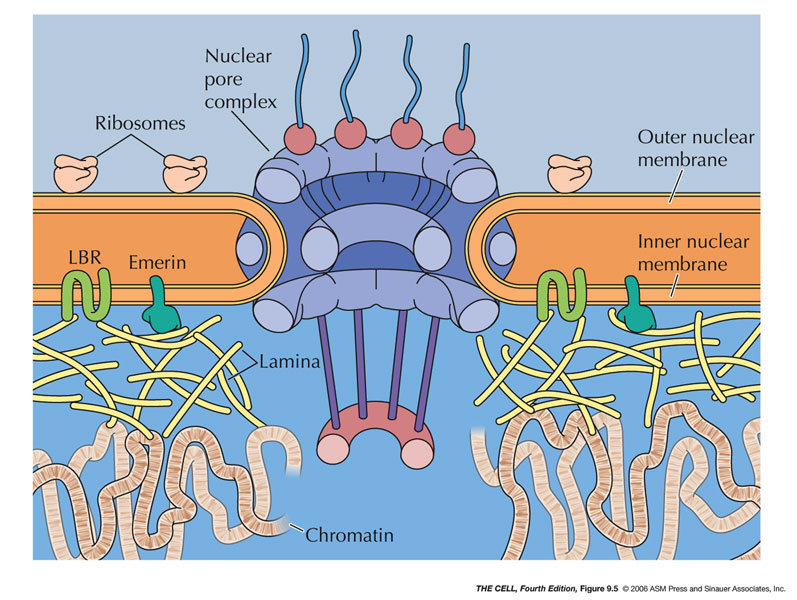 Nuclear
pore
complex
Ribosomes
Outer nuclear
membrane
LBR
Emerin
Inner nuclear
membrane
Lamina
Chromatin
THE CELL, Fourth Edition, Figure 9.5 © 2006 ASM Press and Sinauer Associates, Inc.